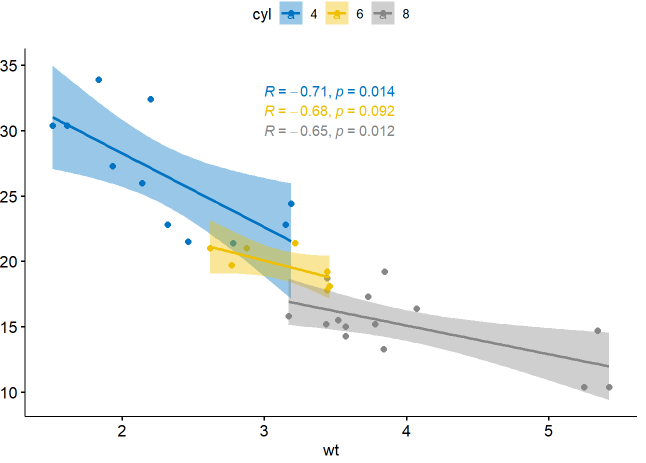 cyl a 4 a 6 a 8
35
30
25
20
15
10
R = −0.71, p = 0.014
R = −0.68, p = 0.092
R = −0.65, p = 0.012
2 3 4 5
wt